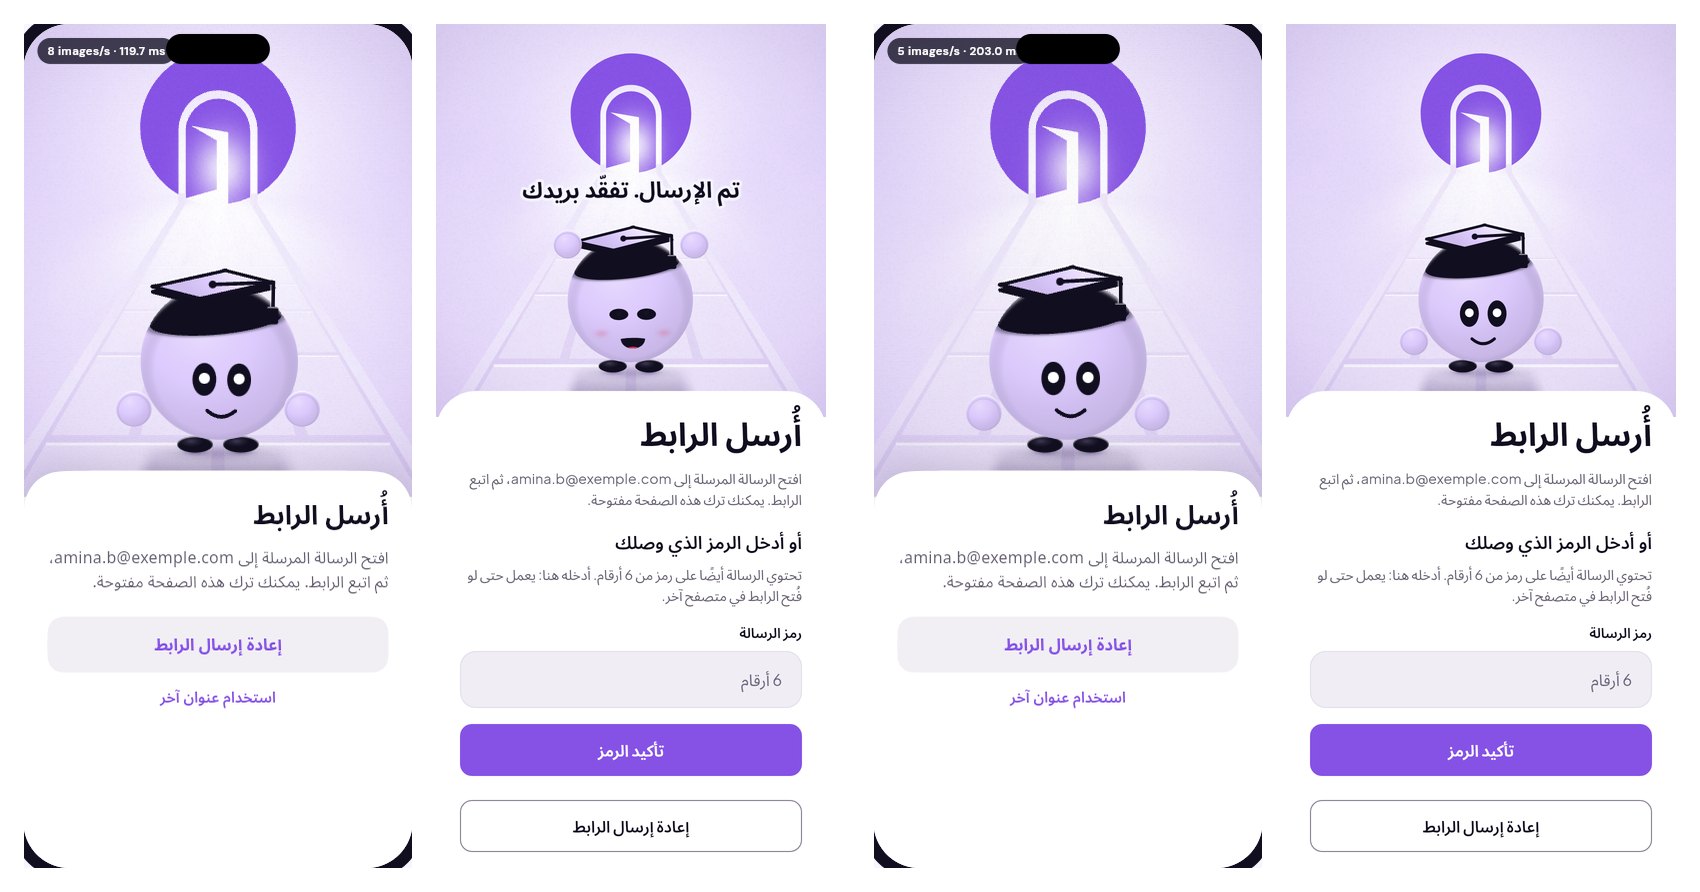 8 images/s · 119.7 ms
أُرسل الرابط
افتح الرسالة المرسلة إلى amina.b@exemple.com،
ثم اتبع الرابط. يمكنك ترك هذه الصفحة مفتوحة.
إعادة إرسال الرابط
استخدام عنوان آخر
تم الإرسال. تفقّد بريدك
أُرسل الرابط
افتح الرسالة المرسلة إلى amina.b@exemple.com، ثم اتبع
الرابط. يمكنك ترك هذه الصفحة مفتوحة.
أو أدخل الرمز الذي وصلك
تحتوي الرسالة أيضًا على رمز من 6 أرقام. أدخله هنا: يعمل حتى لو
فُتح الرابط في متصفح آخر.
رمز الرسالة
6 أرقام
تأكيد الرمز
إعادة إرسال الرابط
5 images/s · 203.0 m
أُرسل الرابط
افتح الرسالة المرسلة إلى amina.b@exemple.com،
ثم اتبع الرابط. يمكنك ترك هذه الصفحة مفتوحة.
إعادة إرسال الرابط
استخدام عنوان آخر
أُرسل الرابط
افتح الرسالة المرسلة إلى amina.b@exemple.com، ثم اتبع
الرابط. يمكنك ترك هذه الصفحة مفتوحة.
أو أدخل الرمز الذي وصلك
تحتوي الرسالة أيضًا على رمز من 6 أرقام. أدخله هنا: يعمل حتى لو
فُتح الرابط في متصفح آخر.
رمز الرسالة
6 أرقام
تأكيد الرمز
إعادة إرسال الرابط